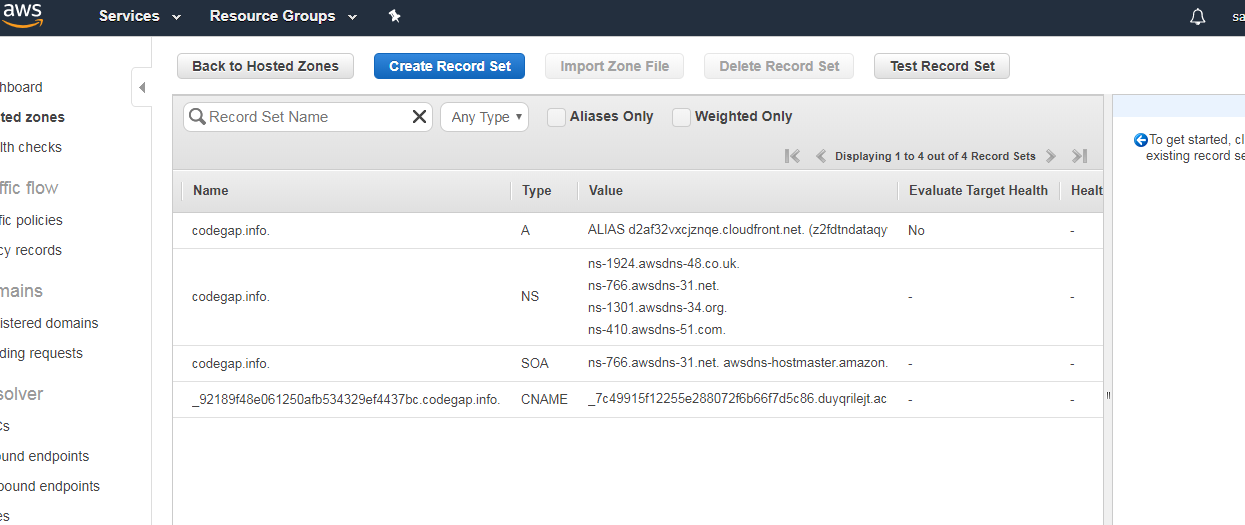 aws Services Resource Groups sa
Back to Hosted Zones Create Record Set Import Zone File Delete Record Set Test Record Set
hboard
ted zones
lth checks
ffic flow
fic policies
cy records
mains
istered domains
ding requests
solver
Cs
ound endpoints
bound endpoints
es
Record Set Name Any Type Aliases Only Weighted Only
Displaying 1 to 4 out of 4 Record Sets
Name Type Value Evaluate Target Health Healt
codegap.info. A ALIAS d2af32vxcjznqe.cloudfront.net. (z2fdtndataqy No -
codegap.info. NS ns-1924.awsdns-48.co.uk. - -
ns-766.awsdns-31.net.
ns-1301.awsdns-34.org.
ns-410.awsdns-51.com.
codegap.info. SOA ns-766.awsdns-31.net. awsdns-hostmaster.amazon. - -
_92189f48e061250afb534329ef4437bc.codegap.info. CNAME _7c49915f12255e288072f6b66f7d5c86.duyqrilejt.ac - -
To get started, cl
existing record se